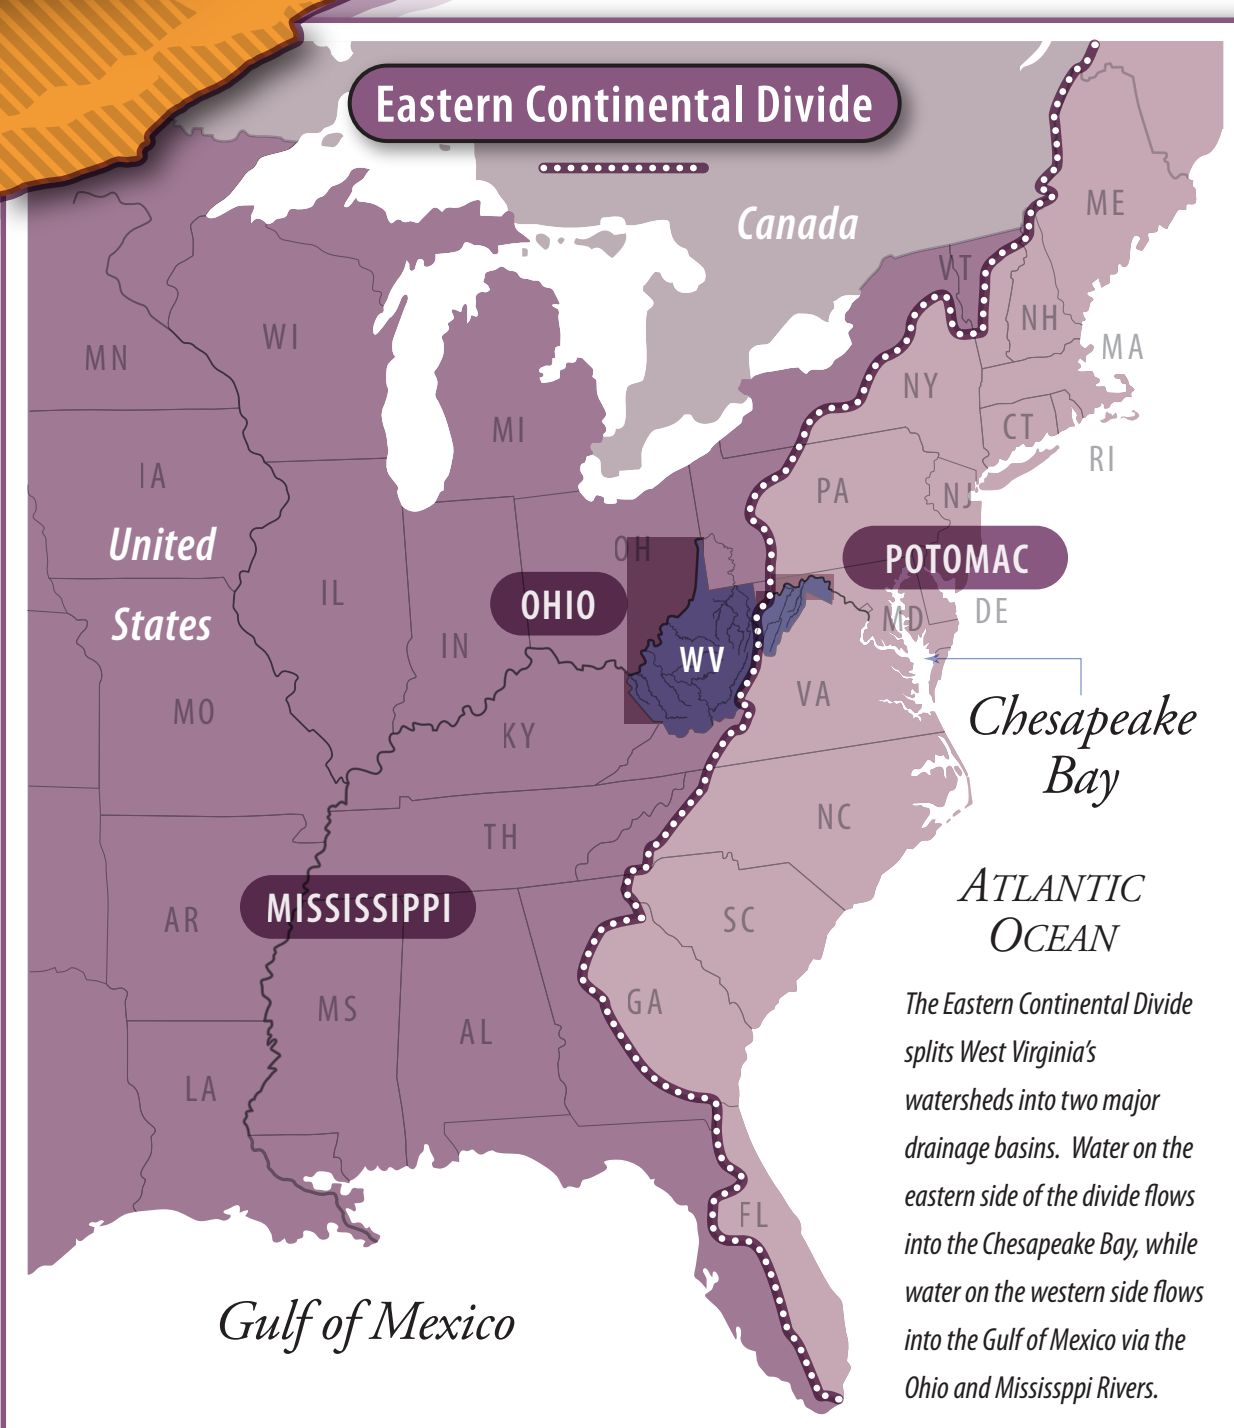 Eastern Continental Divide
Canada
ME
VT
NH
MA
WI
MN
NY
MI
CT
RI
IA
PA
NJ
United
States
OH
POTOMAC
OHIO
IL
MD
DE
IN
WV
VA
MO
KY
Chesapeake
Bay
NC
TH
MISSISSIPPI
AR
SC
ATLANTIC
OCEAN
MS
AL
GA
LA
FL
Gulf of Mexico
The Eastern Continental Divide
splits West Virginia's
watersheds into two major
drainage basins. Water on the
eastern side of the divide flows
into the Chesapeake Bay, while
water on the western side flows
into the Gulf of Mexico via the
Ohio and Mississppi Rivers.